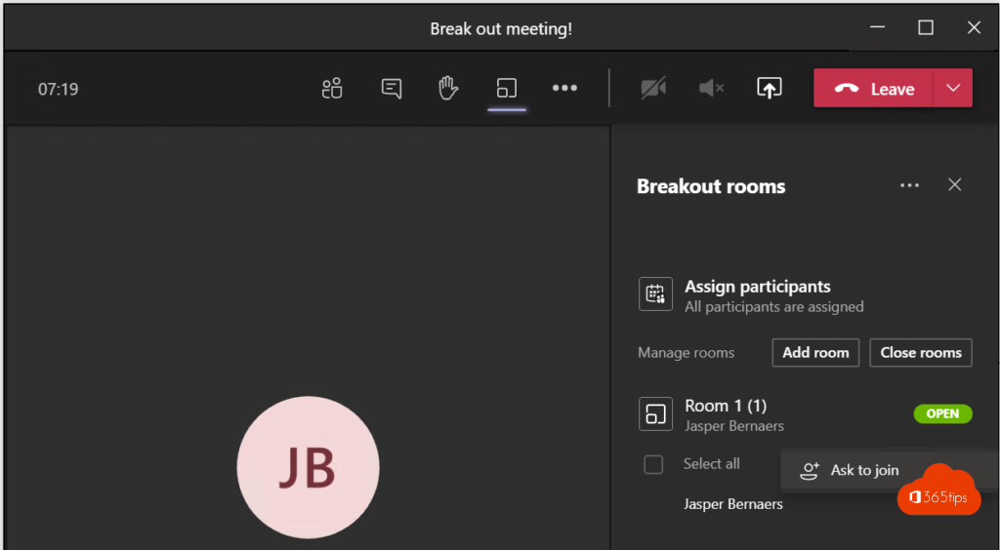 Break out meeting!
07:19
Leave
Breakout rooms
Assign participants
All participants are assigned
Manage rooms
Add room
Close rooms
Room 1 (1)
Jasper Bernaers
OPEN
Select all
Ask to join
JB
Jasper Bernaers
365tips